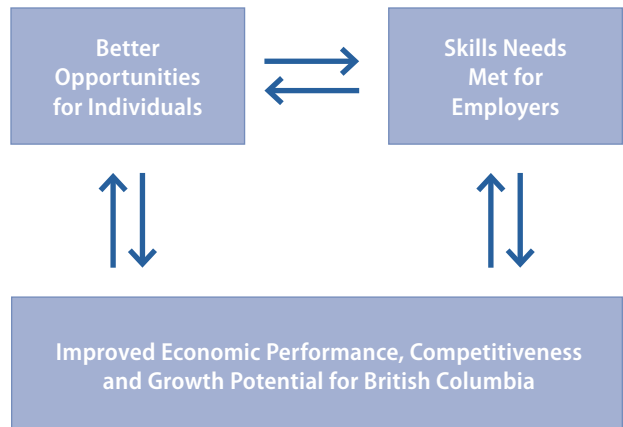 Better
Opportunities
for Individuals
Skills Needs
Met for
Employers
Improved Economic Performance, Competitiveness
and Growth Potential for British Columbia